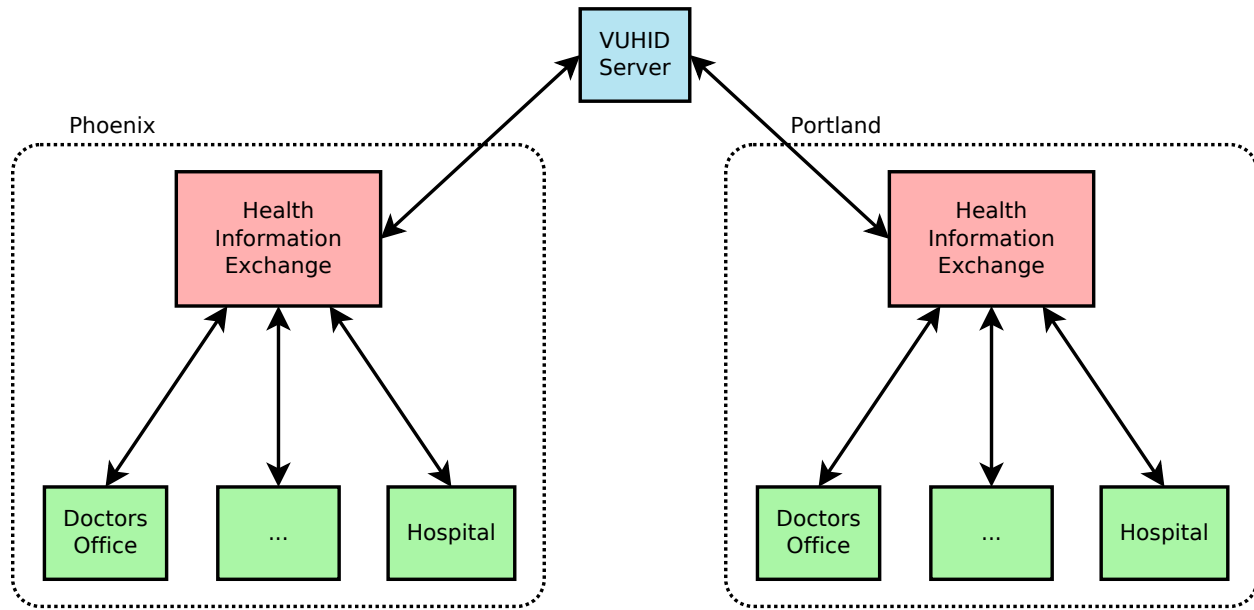 VUHID
Server
Phoenix
Portland
Health
Information
Exchange
Health
Information
Exchange
Doctors
Office
...
Hospital
Doctors
Office
...
Hospital